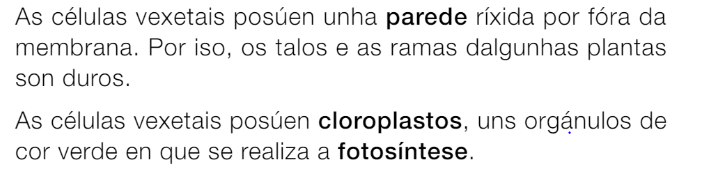 As células vexetais posúen unha parede ríxida por fóra da
membrana. Por iso, os talos e as ramas dalgunhas plantas
son duros.
As células vexetais posúen cloroplastos, uns orgánulos de
cor verde en que se realiza a fotosíntese.